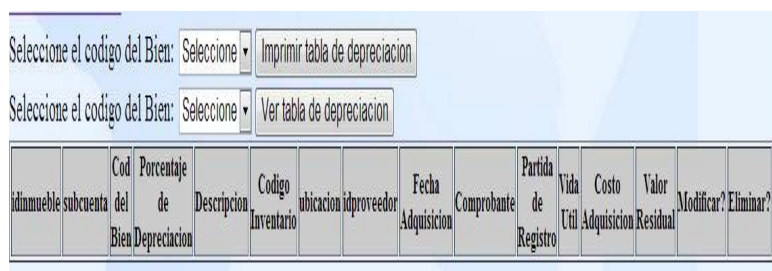 Seleccione el codigo del Bien: Seleccione Imprimir tabla de depreciacion
Seleccione el codigo del Bien: Seleccione Ver tabla de depreciacion
idinmueble
subcuenta
Cod
del
Bien
Porcentaje
de
Depreciacion
Descripcion
Codigo
Inventario
ubicacion
idproveedor
Fecha
Adquisicion
Comprobante
Partida
de
Registro
Vida
Util
Costo
Adquisicion
Valor
Residual
Modificar?
Eliminar?